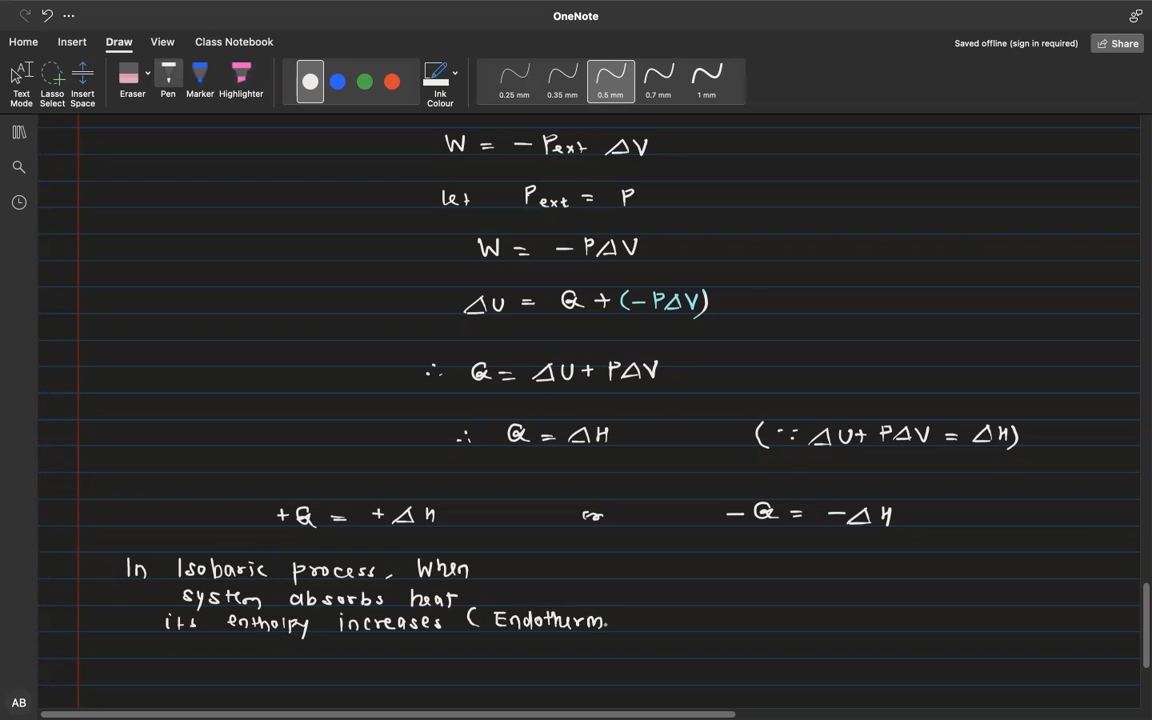 OneNote
Home Insert Draw View Class Notebook
Saved offline (sign in required) Share
Text Mode Lasso Select Insert Space Eraser Pen Marker Highlighter Ink Colour 0.25 mm 0.35 mm 0.5 mm 0.7 mm 1 mm
W = - Pext ΔV
let Pext = P
W = - PΔV
ΔU = Q + (- PΔV)
∴ Q = ΔU + PΔV
∴ Q = ΔH (∵ ΔU + PΔV = ΔH)
+ Q = + ΔH or - Q = - ΔH
In Isobaric process, When
system absorbs heat
its enthalpy increases ( Endotherm.
AB